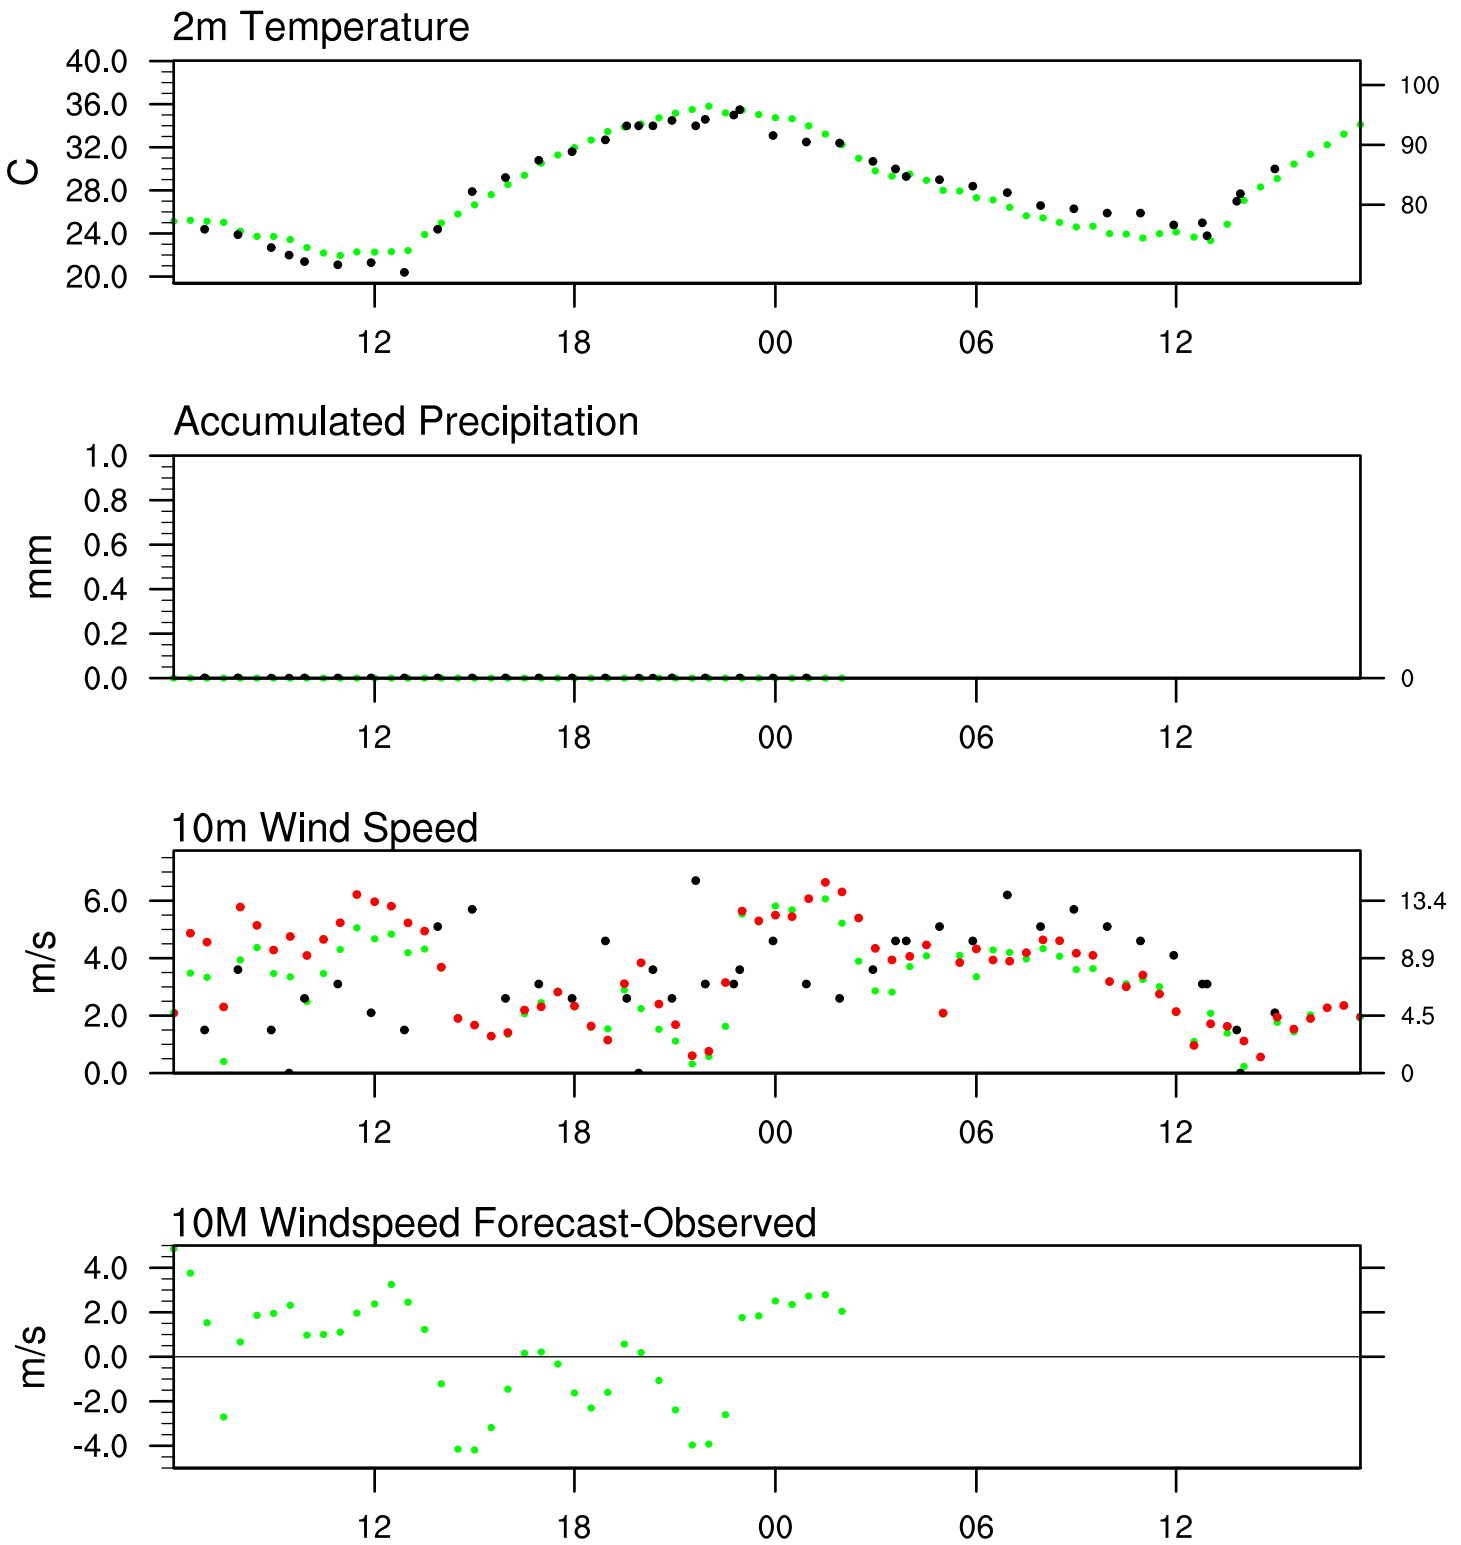 2m Temperature
40.0
36.0
32.0
28.0
24.0
20.0
C
100
90
80
12 18 00 06 12
Accumulated Precipitation
1.0
0.8
0.6
0.4
0.2
0.0
mm
0
12 18 00 06 12
10m Wind Speed
6.0
4.0
2.0
0.0
m/s
13.4
8.9
4.5
0
12 18 00 06 12
10M Windspeed Forecast-Observed
4.0
2.0
0.0
-2.0
-4.0
m/s
12 18 00 06 12